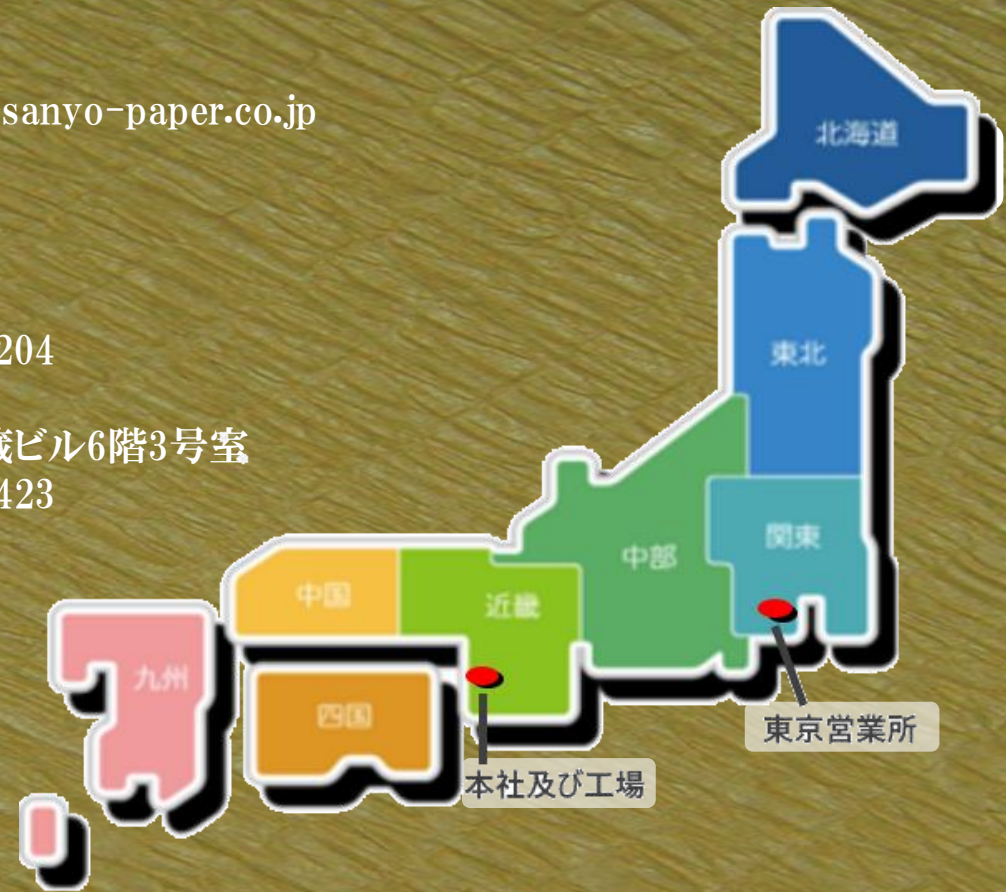 sanyo-paper.co.jp
北海道
204
東北
蔵ビル6階3号室
423
関東
中部
中国
近畿
九州
四国
東京営業所
本社及び工場